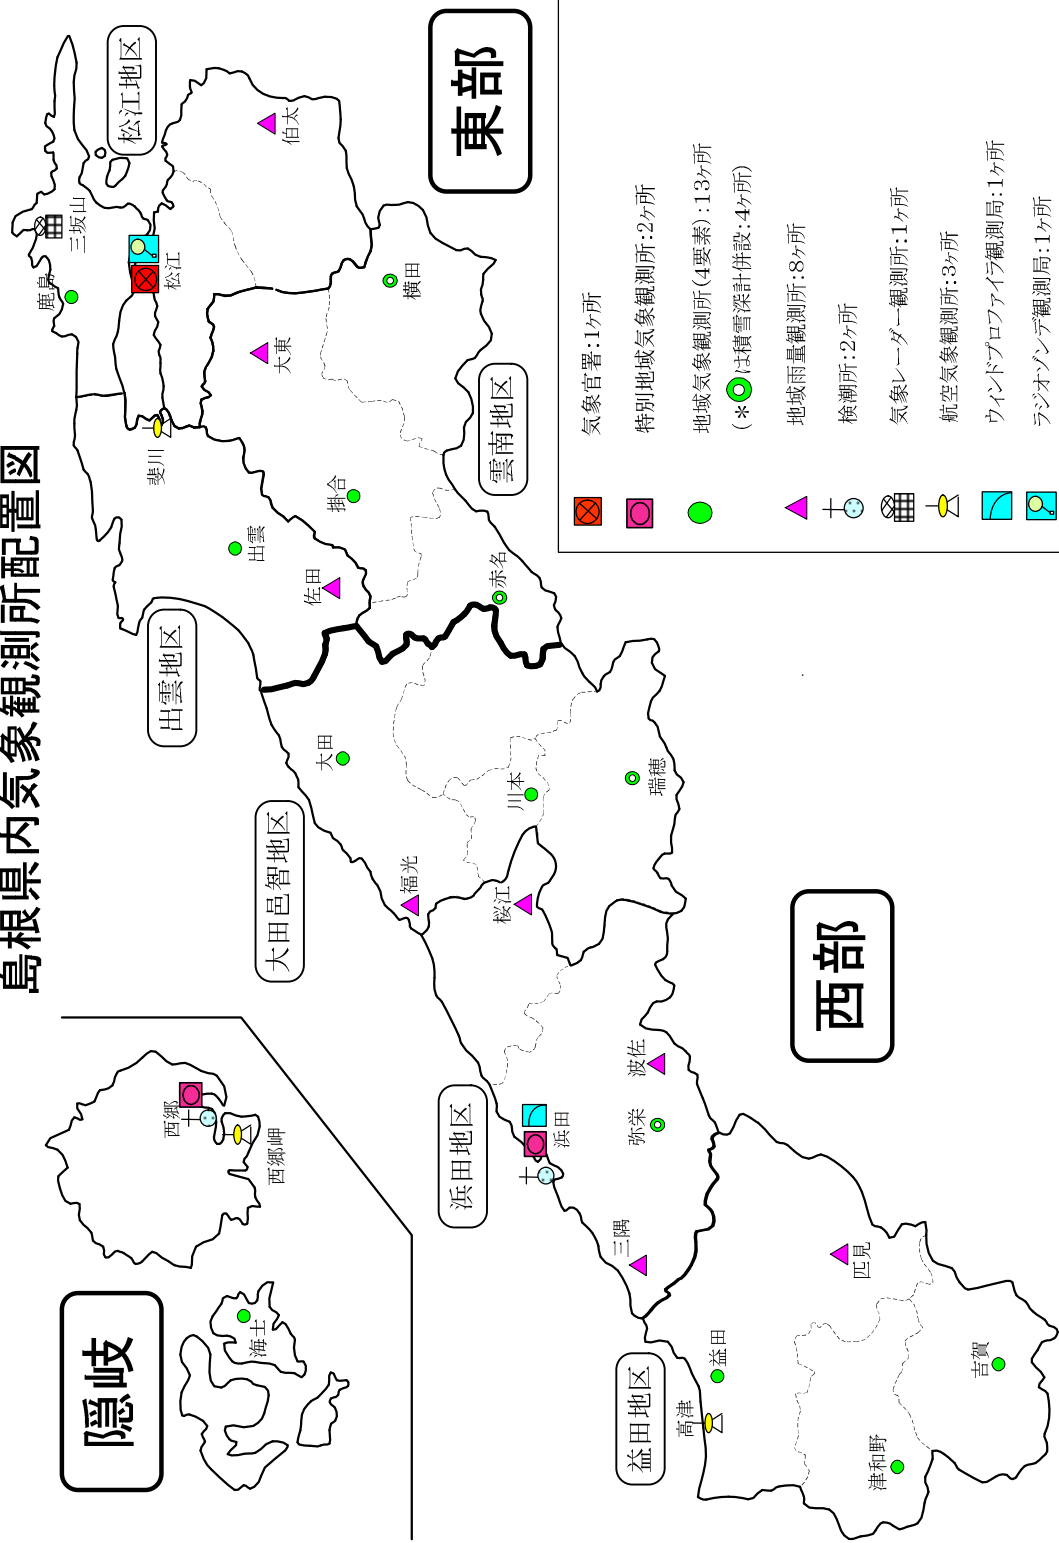 島根県内気象観測所配置図
隠岐
西郷
西郷岬
海士
東部
西部
松江地区
鹿島
三坂山
松江
伯太
出雲地区
斐川
出雲
佐田
雲南地区
大東
横田
掛合
赤名
大田邑智地区
大田
川本
瑞穂
福光
桜江
浜田地区
浜田
波佐
弥栄
三隅
益田地区
益田
高津
匹見
津和野
吉賀
気象官署:1ヶ所
特別地域気象観測所:2ヶ所
地域気象観測所(4要素):13ヶ所
(*◎は積雪深計併設:4ヶ所)
地域雨量観測所:8ヶ所
検潮所:2ヶ所
気象レーダー観測所:1ヶ所
航空気象観測所:3ヶ所
ウィンドプロファイラ観測局:1ヶ所
ラジオゾンデ観測局:1ヶ所